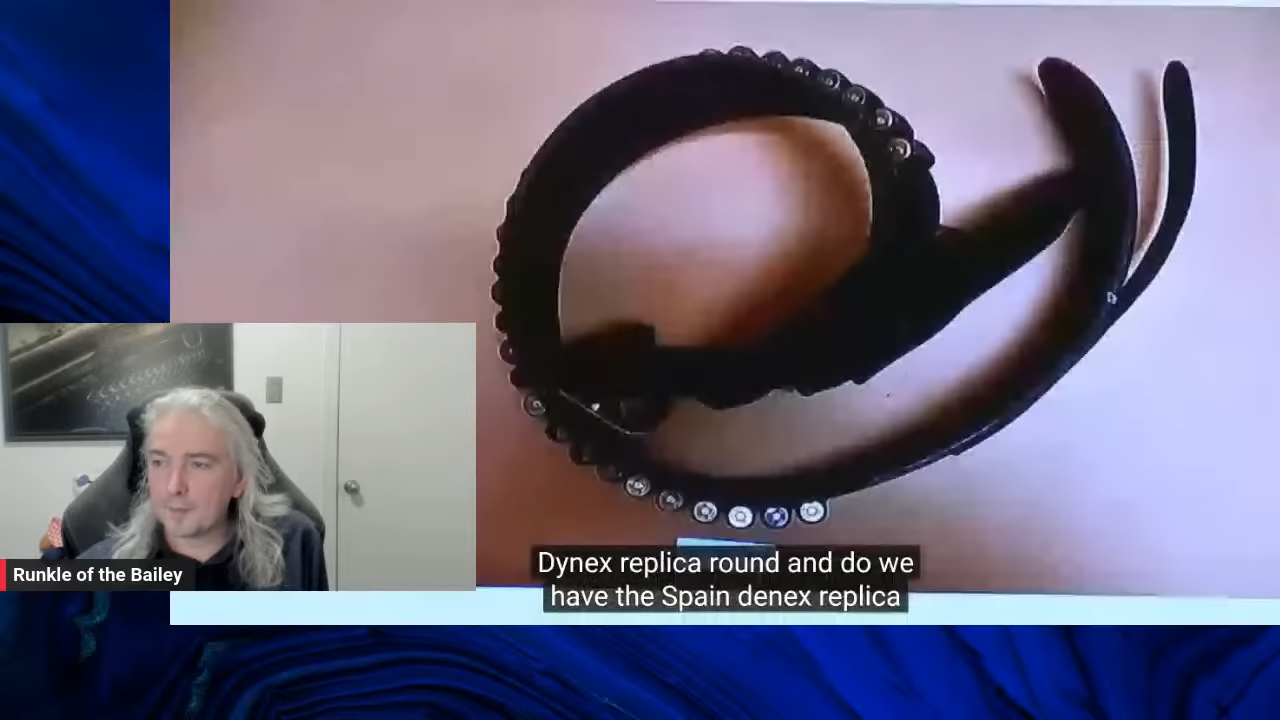 Runkle of the Bailey
Dynex replica round and do we
have the Spain denex replica